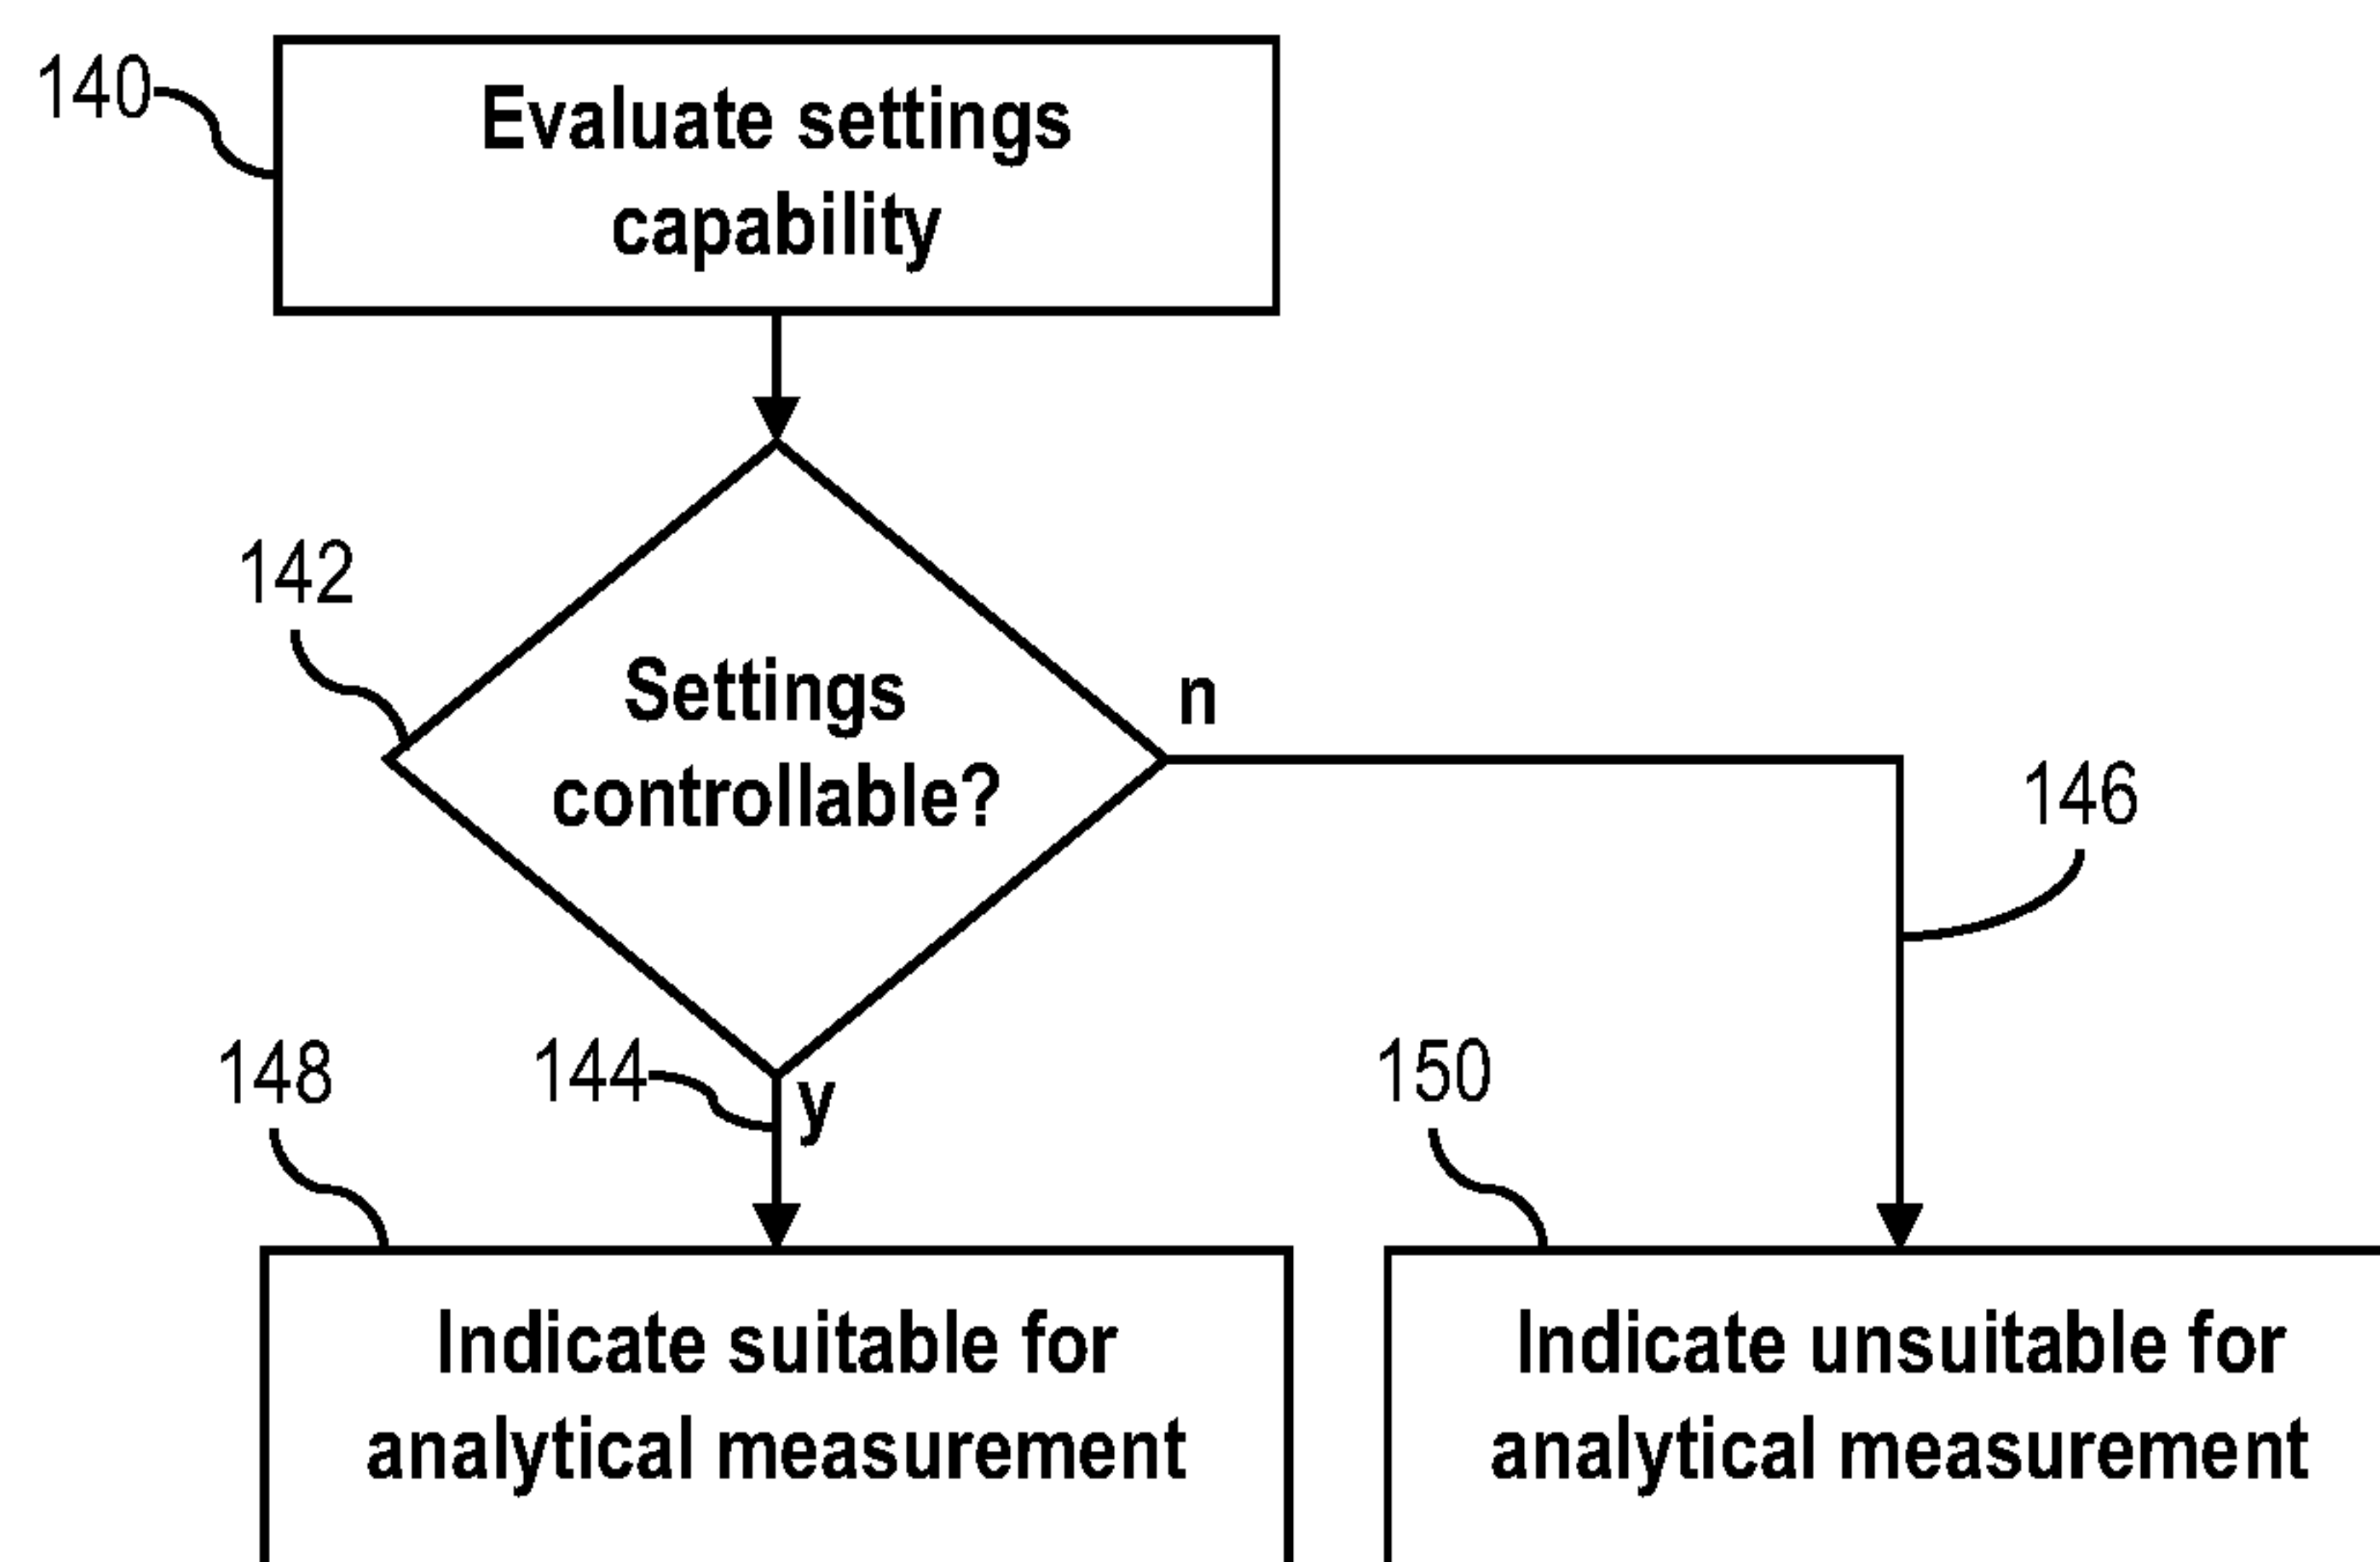 140
Evaluate settings
capability
142
Settings
controllable?
n
146
148
144
y
150
Indicate suitable for
analytical measurement
Indicate unsuitable for
analytical measurement